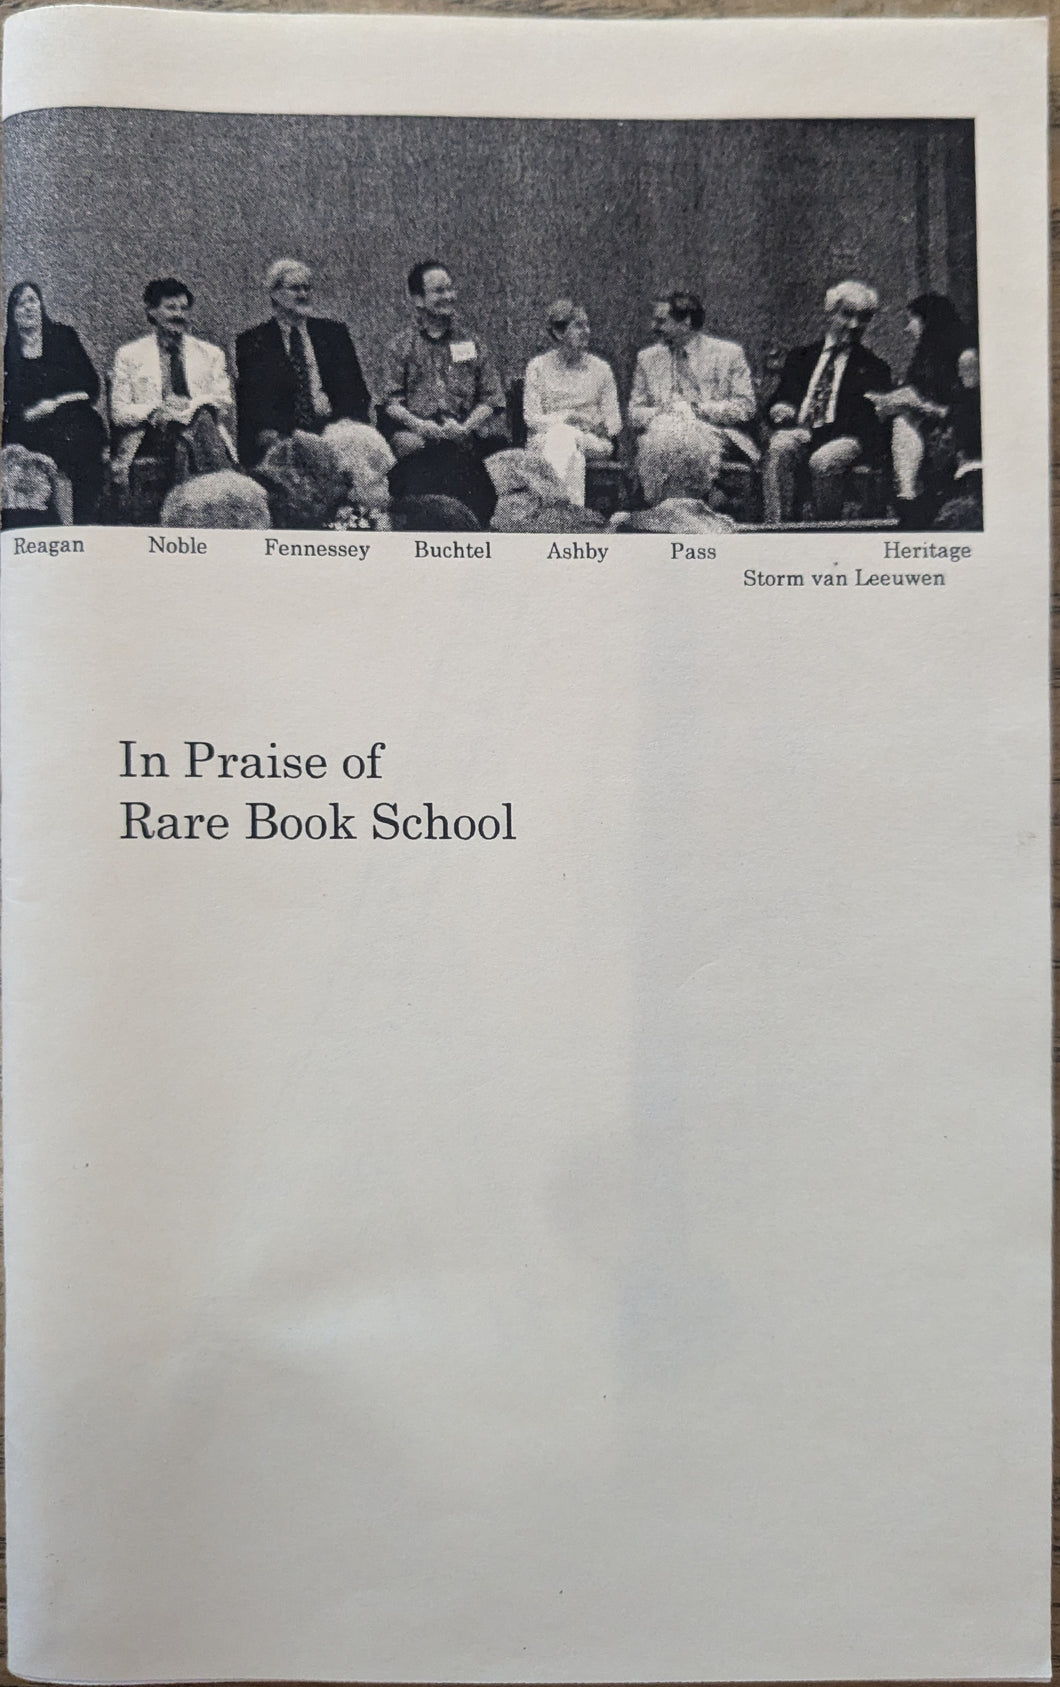 Reagan Noble Fennessey Buchtel Ashby Pass Heritage
Storm van Leeuwen
In Praise of
Rare Book School